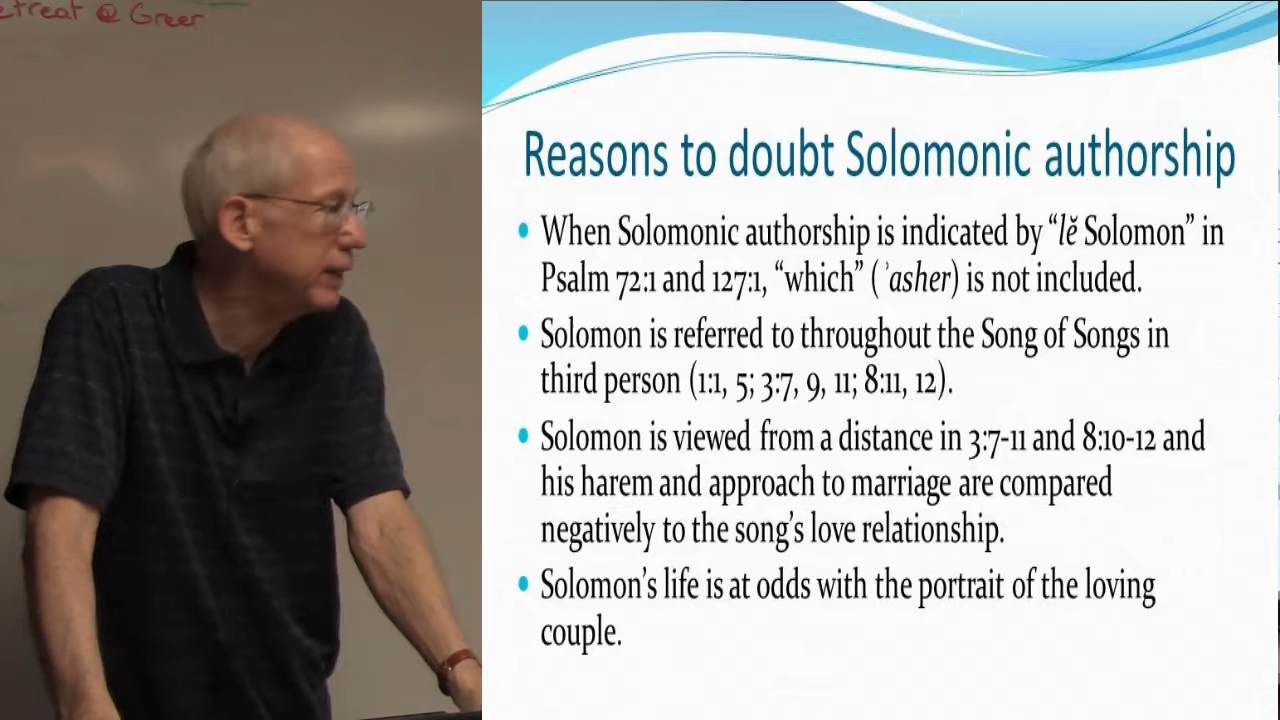 etreat @ Greer
Reasons to doubt Solomonic authorship
• When Solomonic authorship is indicated by “lĕ Solomon” in
Psalm 72:1 and 127:1, “which” (ʾasher) is not included.
• Solomon is referred to throughout the Song of Songs in
third person (1:1, 5; 3:7, 9, 11; 8:11, 12).
• Solomon is viewed from a distance in 3:7-11 and 8:10-12 and
his harem and approach to marriage are compared
negatively to the song’s love relationship.
• Solomon’s life is at odds with the portrait of the loving
couple.